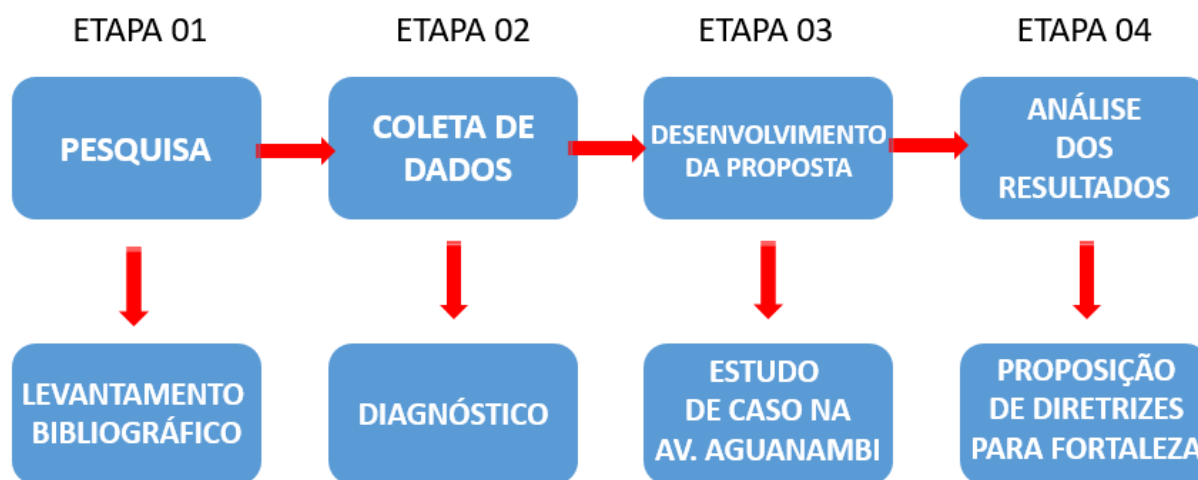 ETAPA 01
ETAPA 02
ETAPA 03
ETAPA 04
PESQUISA
COLETA DE
DADOS
DESENVOLVIMENTO
DA PROPOSTA
ANÁLISE
DOS
RESULTADOS
LEVANTAMENTO
BIBLIOGRÁFICO
DIAGNÓSTICO
ESTUDO
DE CASO NA
AV. AGUANAMBI
PROPOSIÇÃO
DE DIRETRIZES
PARA FORTALEZA